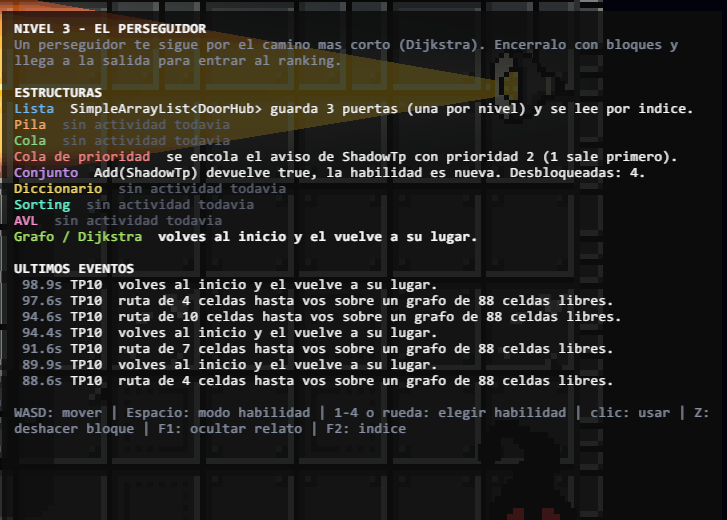 NIVEL 3 - EL PERSEGUIDOR
Un perseguidor te sigue por el camino mas corto (Dijkstra). Encerralo con bloques y
llega a la salida para entrar al ranking.
ESTRUCTURAS
Lista SimpleArrayList<DoorHub> guarda 3 puertas (una por nivel) y se lee por indice.
Pila sin actividad todavia
Cola sin actividad todavia
Cola de prioridad se encola el aviso de ShadowTp con prioridad 2 (1 sale primero).
Conjunto Add(ShadowTp) devuelve true, la habilidad es nueva. Desbloqueadas: 4.
Diccionario sin actividad todavia
Sorting sin actividad todavia
AVL sin actividad todavia
Grafo / Dijkstra volves al inicio y el vuelve a su lugar.
ULTIMOS EVENTOS
98.9s TP10 volves al inicio y el vuelve a su lugar.
97.6s TP10 ruta de 4 celdas hasta vos sobre un grafo de 88 celdas libres.
94.6s TP10 ruta de 10 celdas hasta vos sobre un grafo de 88 celdas libres.
94.4s TP10 volves al inicio y el vuelve a su lugar.
91.6s TP10 ruta de 7 celdas hasta vos sobre un grafo de 88 celdas libres.
89.9s TP10 volves al inicio y el vuelve a su lugar.
88.6s TP10 ruta de 4 celdas hasta vos sobre un grafo de 88 celdas libres.
WASD: mover | Espacio: modo habilidad | 1-4 o rueda: elegir habilidad | clic: usar | Z:
deshacer bloque | F1: ocultar relato | F2: indice